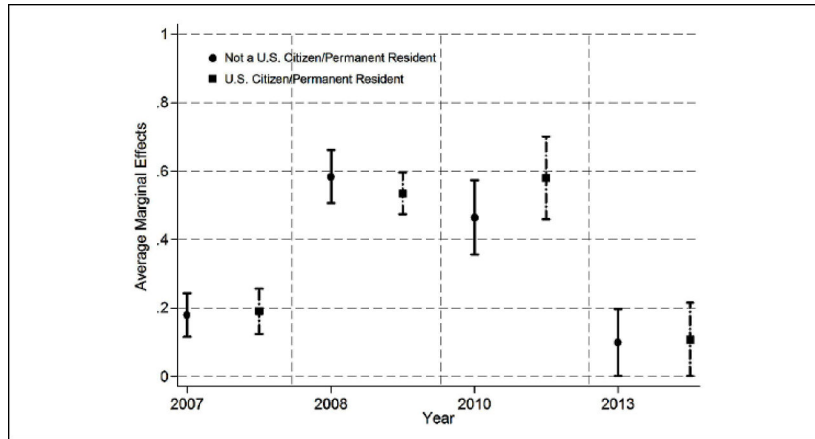 1
Not a U.S. Citizen/Permanent Resident
U.S. Citizen/Permanent Resident
.8
.6
.4
.2
0
Average Marginal Effects
2007 2008 2010 2013
Year